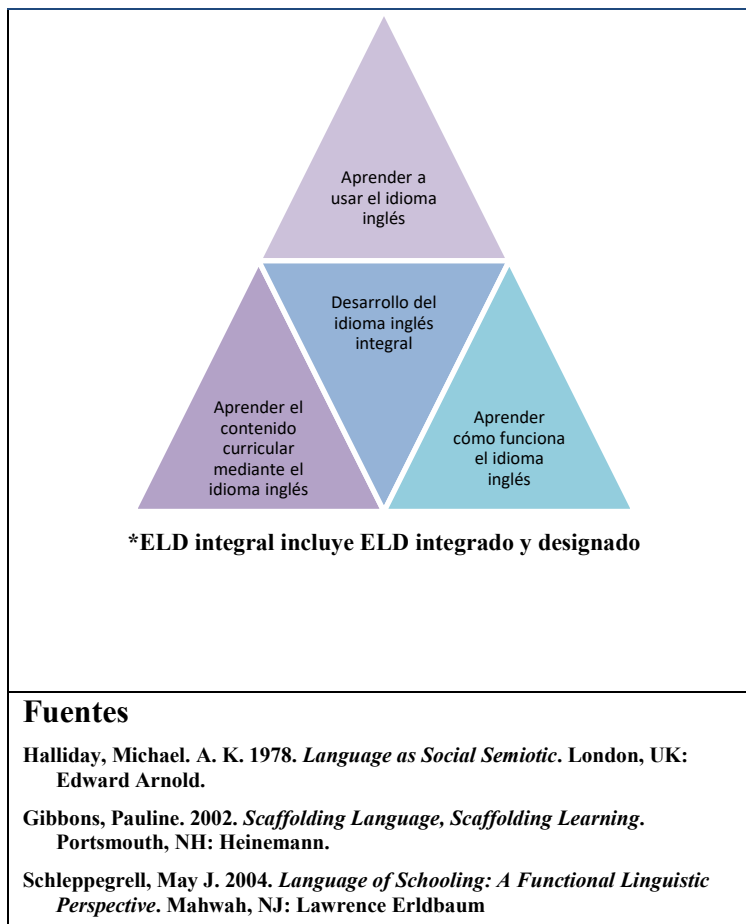 Aprender a
usar el idioma
inglés
Desarrollo del
idioma inglés
integral
Aprender el
contenido
curricular
mediante el
idioma inglés
Aprender
cómo funciona
el idioma
inglés
*ELD integral incluye ELD integrado y designado
Fuentes
Halliday, Michael. A. K. 1978. Language as Social Semiotic. London, UK:
Edward Arnold.
Gibbons, Pauline. 2002. Scaffolding Language, Scaffolding Learning.
Portsmouth, NH: Heinemann.
Schleppegrell, May J. 2004. Language of Schooling: A Functional Linguistic
Perspective. Mahwah, NJ: Lawrence Erldbaum